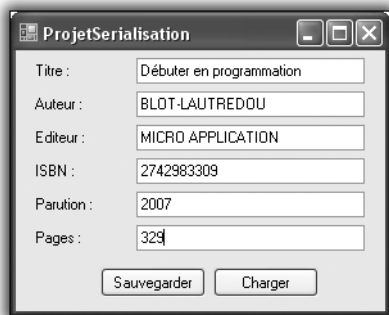 ProjetSerialisation
Titre : Débuter en programmation
Auteur : BLOT-LAUTREDOU
Editeur : MICRO APPLICATION
ISBN : 2742983309
Parution : 2007
Pages : 329
Sauvegarder Charger